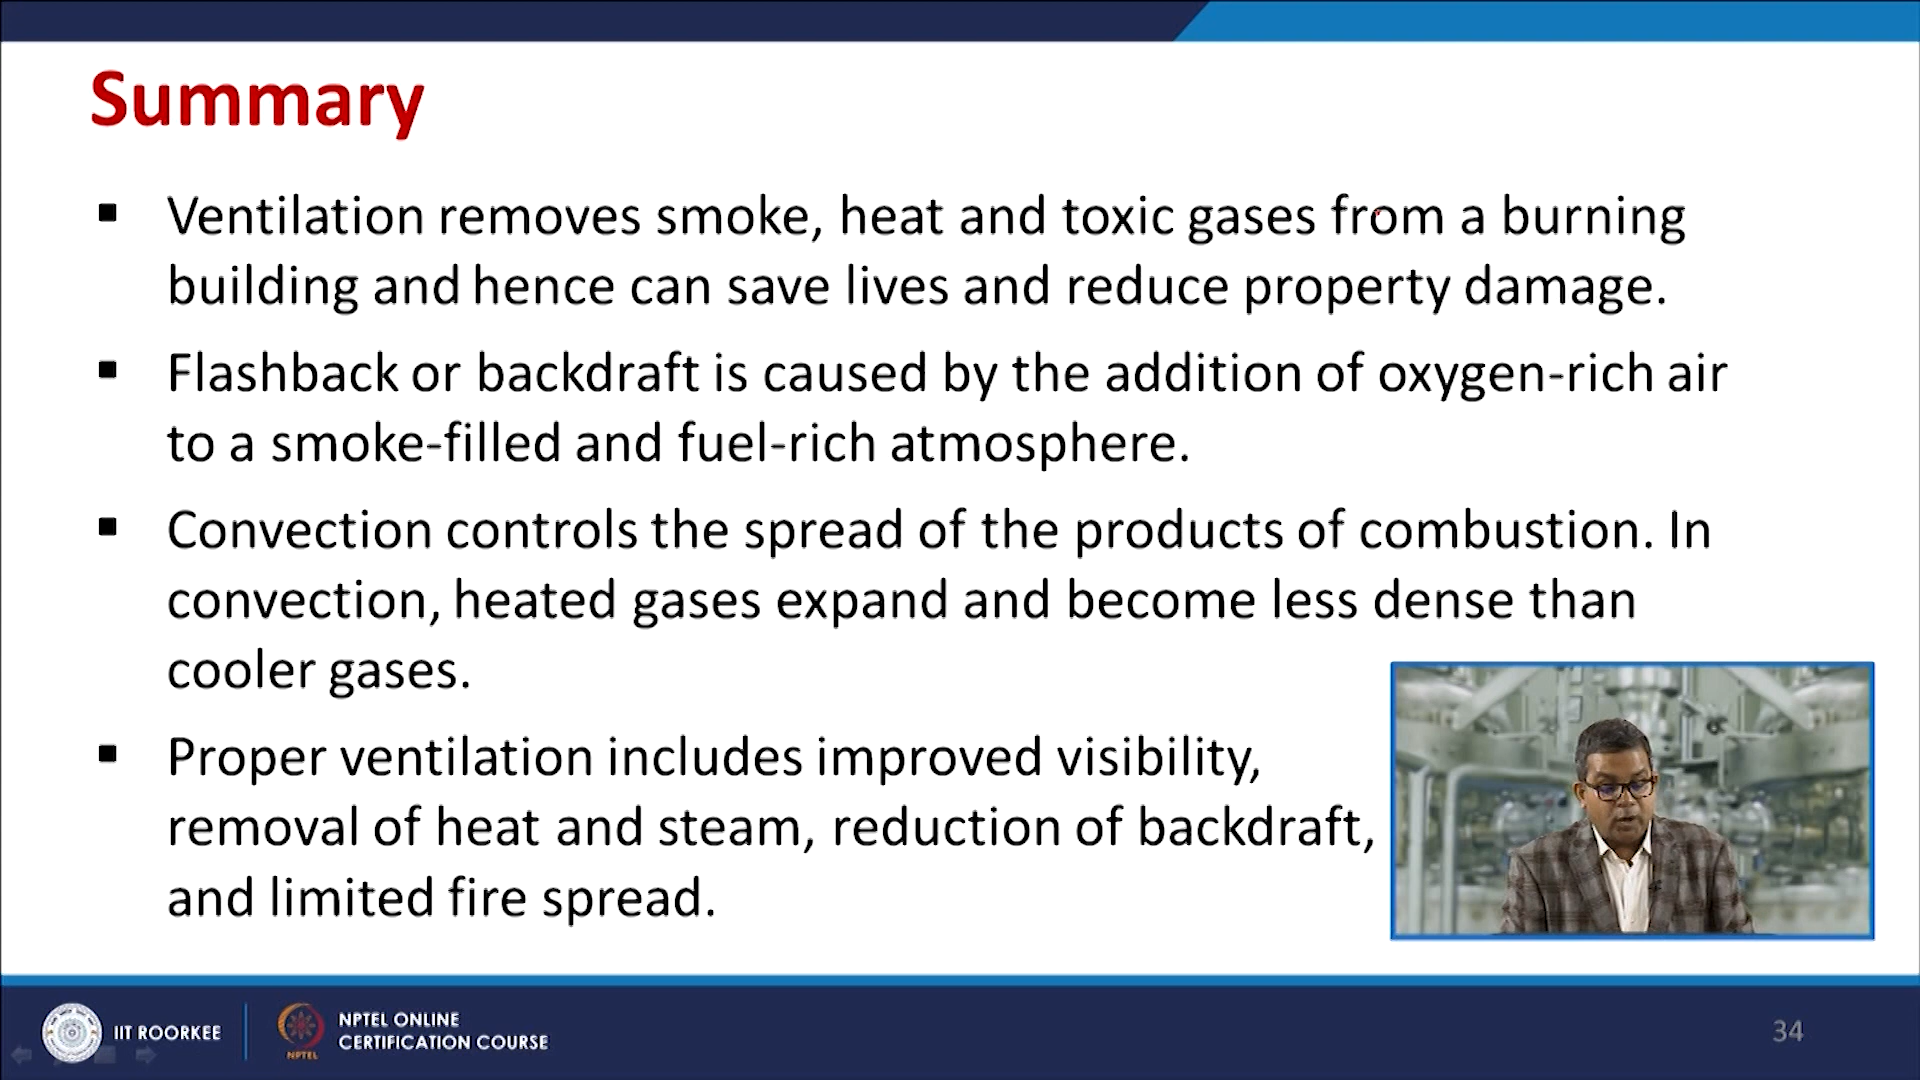 Summary
▪ Ventilation removes smoke, heat and toxic gases from a burning
building and hence can save lives and reduce property damage.
▪ Flashback or backdraft is caused by the addition of oxygen-rich air
to a smoke-filled and fuel-rich atmosphere.
▪ Convection controls the spread of the products of combustion. In
convection, heated gases expand and become less dense than
cooler gases.
▪ Proper ventilation includes improved visibility,
removal of heat and steam, reduction of backdraft,
and limited fire spread.
IIT ROORKEE
NPTEL
NPTEL ONLINE
CERTIFICATION COURSE
34